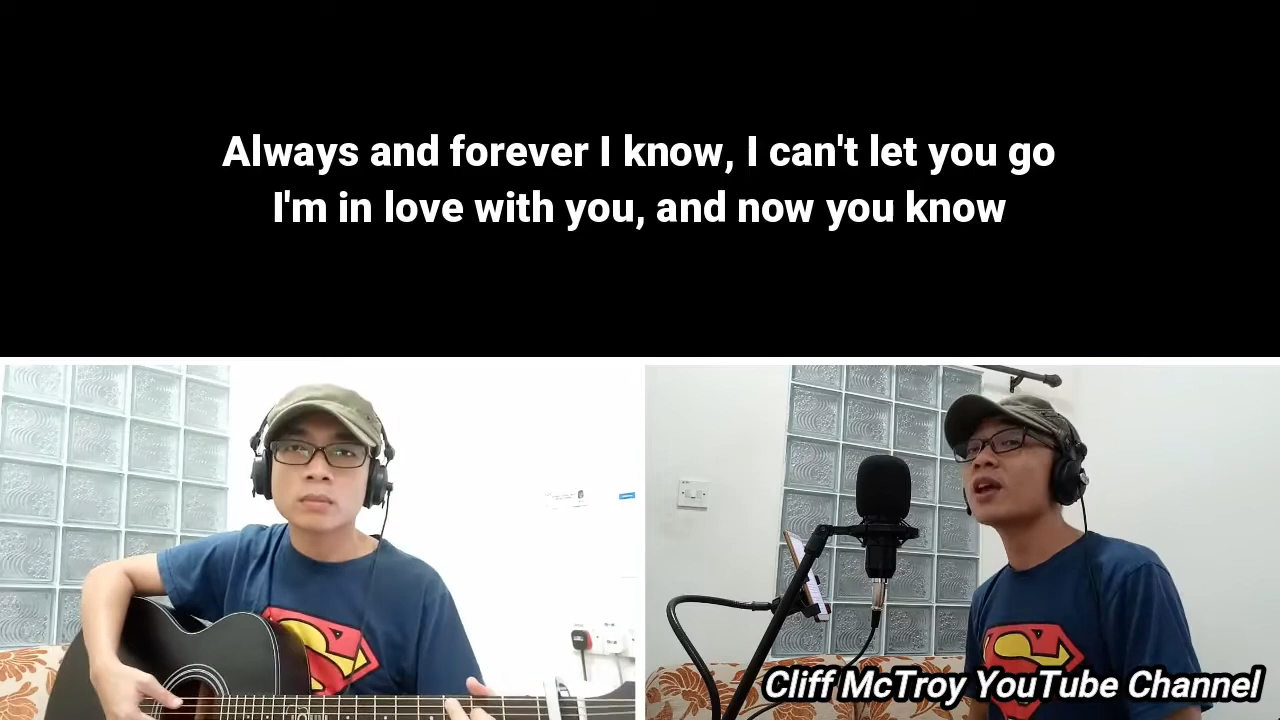 Always and forever I know, I can't let you go
I'm in love with you, and now you know
Cliff McTroy YouTube Channel